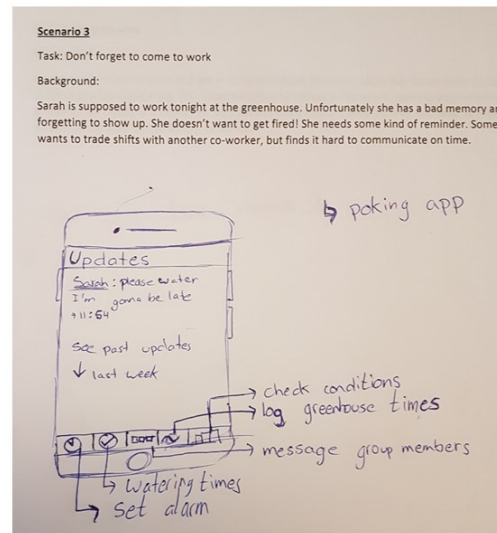 Scenario 3
Task: Don't forget to come to work
Background:
Sarah is supposed to work tonight at the greenhouse. Unfortunately she has a bad memory
forgetting to show up. She doesn't want to get fired! She needs some kind of reminder.
wants to trade shifts with another co-worker, but finds it hard to communicate on time.
poking app
Updates
Sarah: please water
I'm gonna be late
11:54
see past updates
↓ last week
check conditions
log greenhouse times
message group members
watering times
set alarm